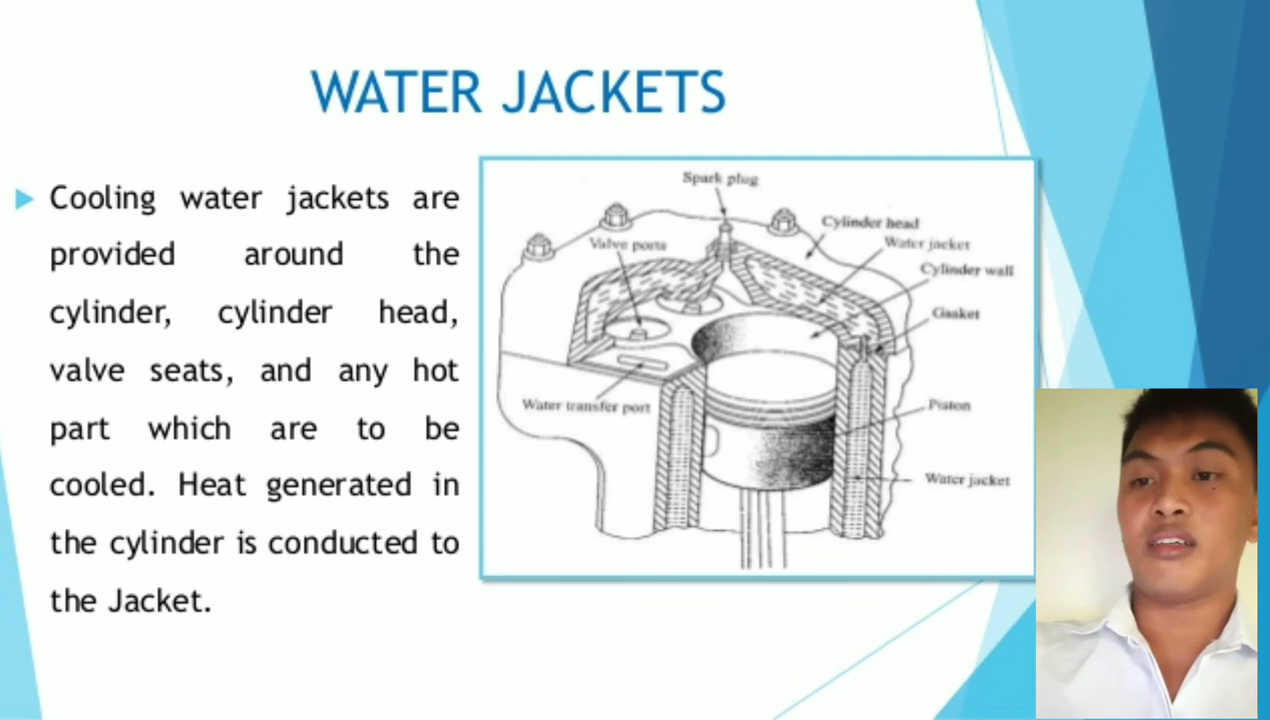 WATER JACKETS
Cooling water jackets are
provided around the
cylinder, cylinder head,
valve seats, and any hot
part which are to be
cooled. Heat generated in
the cylinder is conducted to
the Jacket.
Spark plug
Cylinder head
Valve ports
Water jacket
Cylinder wall
Gasket
Water transfer port
Piston
Water jacket